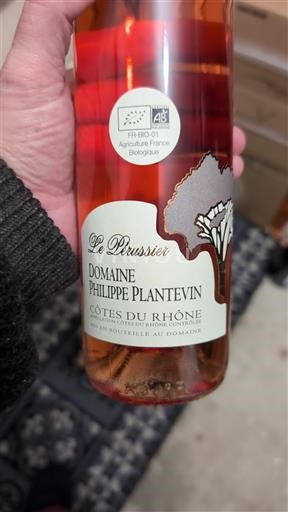 AB
FR-BIO-01
Agriculture France
Biologique
Le Pérussier
DOMAINE
PHILIPPE PLANTEVIN
CÔTES DU RHÔNE
APPELLATION CÔTES DU RHÔNE CONTRÔLÉE
MIS EN BOUTEILLE AU DOMAINE